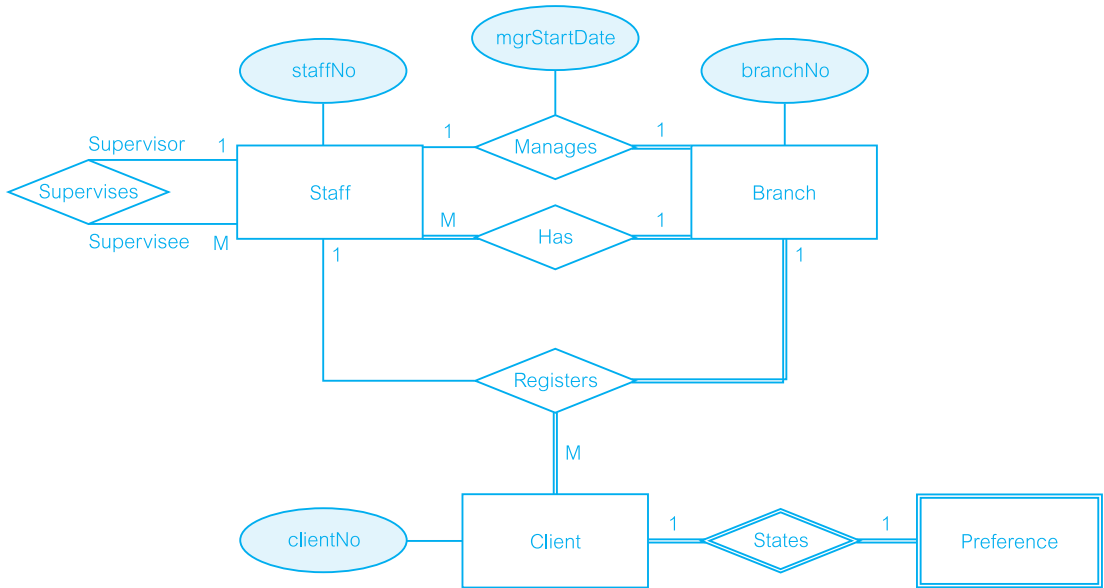 mgrStartDate
staffNo
branchNo
1
1
Supervisor
1
Manages
Supervises
Staff
Branch
M
1
Has
Supervisee
M
1
1
Registers
M
1
1
clientNo
Client
States
Preference